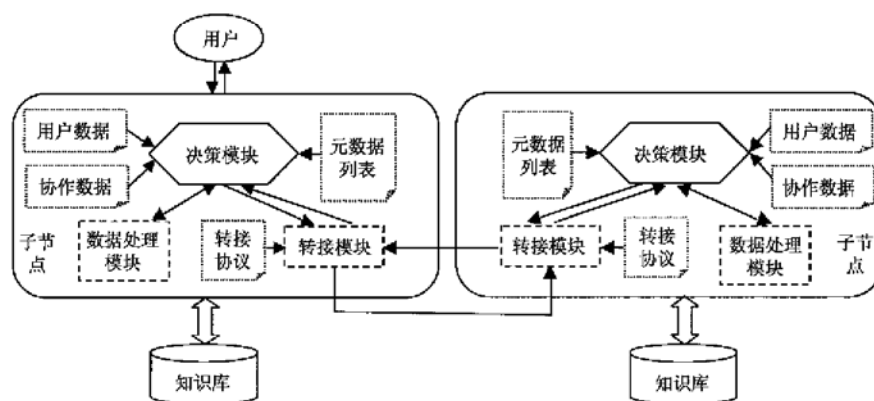 用户
用户数据
协作数据
决策模块
元数据
列表
子节
点
数据处理
模块
转接
协议
转接模块
知识库
元数据
列表
决策模块
用户数据
协作数据
转接模块
转接
协议
数据处理
模块
子节
点
知识库